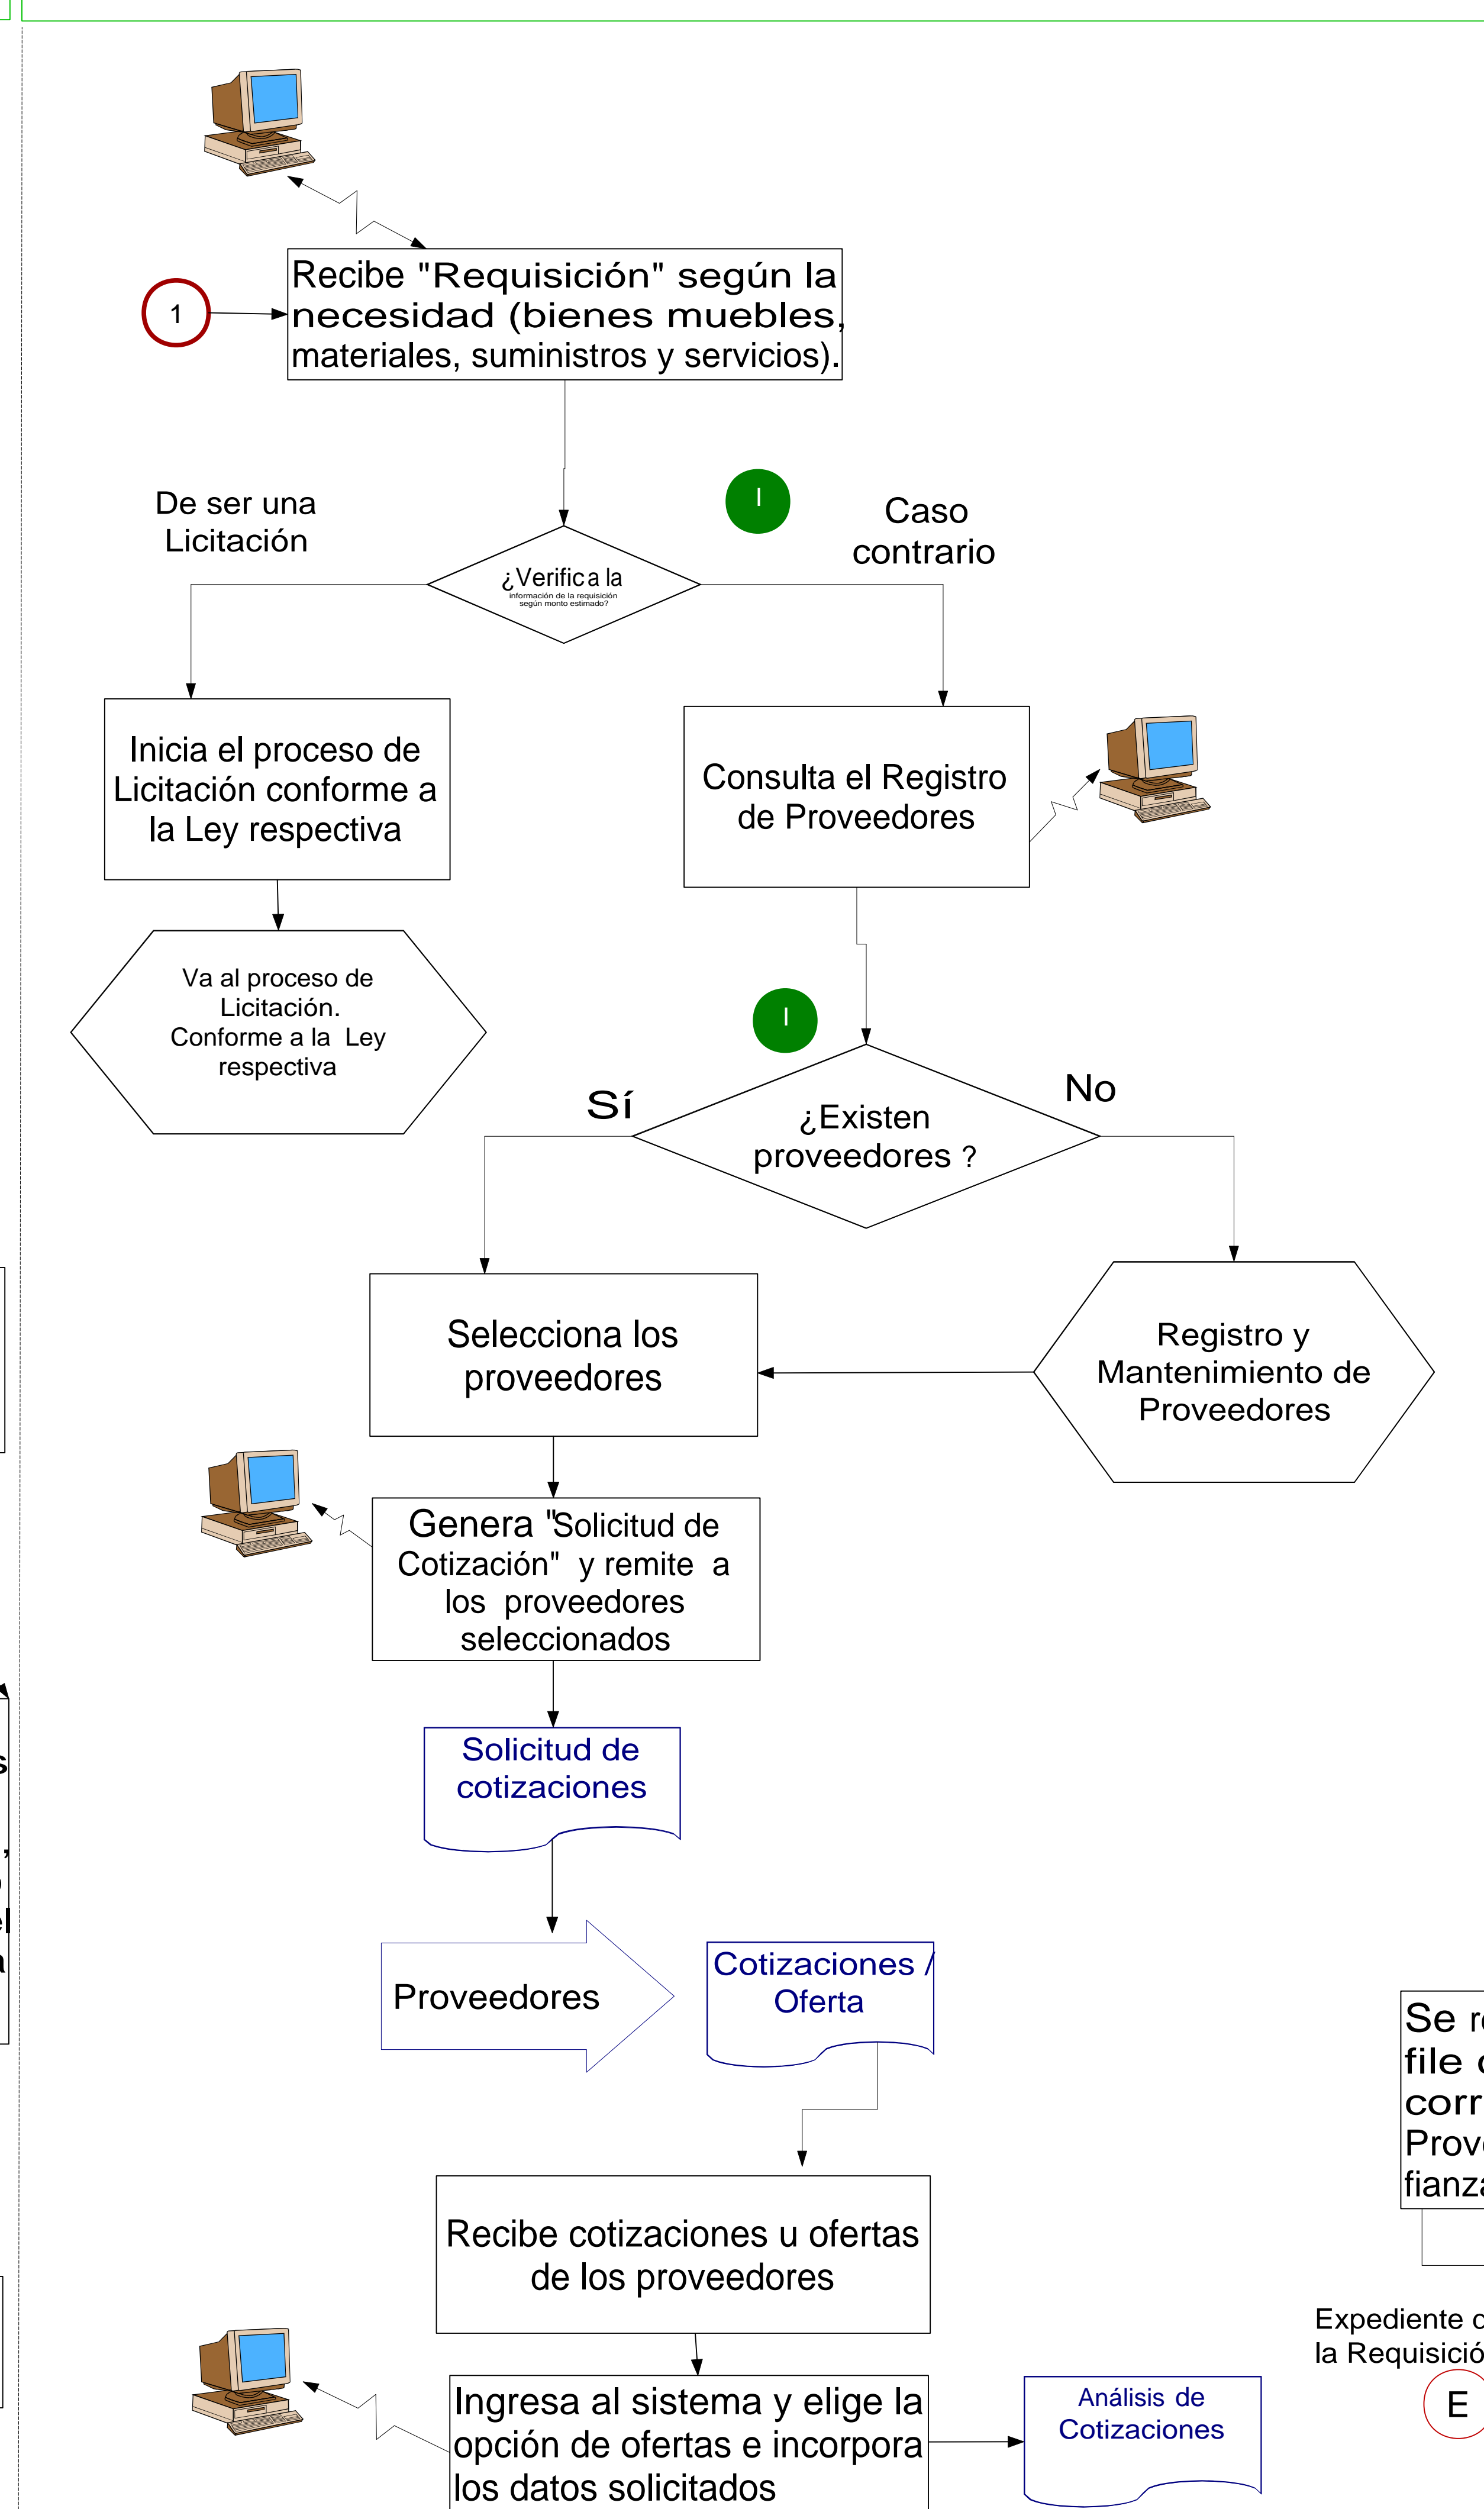 1
Recibe "Requisición" según la
necesidad (bienes muebles,
materiales, suministros y servicios).
De ser una
Licitación
I
Caso
contrario
¿Verifica la
información de la requisición
según monto estimado?
Inicia el proceso de
Licitación conforme a
la Ley respectiva
Consulta el Registro
de Proveedores
Va al proceso de
Licitación.
Conforme a la Ley
respectiva
I
Sí
No
¿Existen
proveedores ?
Selecciona los
proveedores
Registro y
Mantenimiento de
Proveedores
Genera "Solicitud de
Cotización" y remite a
los proveedores
seleccionados
Solicitud de
cotizaciones
Proveedores
Cotizaciones /
Oferta
Se
file
Recibe cotizaciones u ofertas
de los proveedores
Expediente
la
E
Ingresa al sistema y elige la
opción de ofertas e incorpora
los datos solicitados
Análisis de
Cotizaciones